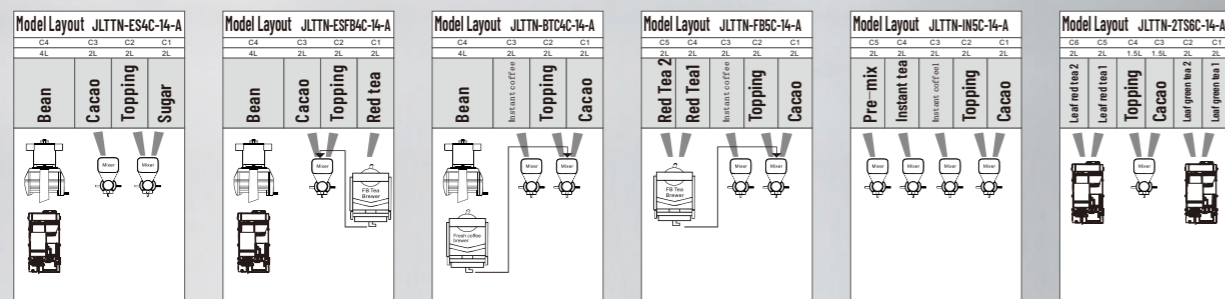 Model Layout JLTTN-ES4C-14-A
C4 C3 C2 C1
4L 2L 2L 2L
Bean Cacao Topping Sugar
Mixer Mixer
Model Layout JLTTN-ESFB4C-14-A
C4 C3 C2 C1
4L 2L 2L 2L
Bean Cacao Topping Red tea
Mixer
FB Tea
Brewer
Model Layout JLTTN-BTC4C-14-A
C4 C3 C2 C1
4L 2L 2L 2L
Bean Instant coffee Topping Cacao
Mixer Mixer
Fresh coffee
brewer
Model Layout JLTTN-FB5C-14-A
C5 C4 C3 C2 C1
2L 2L 2L 2L 2L
Red Tea 2 Red Tea1 Instant coffee Topping Cacao
Mixer Mixer
FB Tea
Brewer
Model Layout JLTTN-IN5C-14-A
C5 C4 C3 C2 C1
2L 2L 2L 2L 2L
Pre-mix Instant tea Instant coffee1 Topping Cacao
Mixer Mixer Mixer Mixer
Model Layout JLTTN-2TS6C-14-A
C6 C5 C4 C3 C2 C1
2L 2L 1.5L 1.5L 2L 2L
Leaf red tea 2 Leaf red tea 1 Topping Cacao Leaf green tea 2 Leaf green tea 1
Mixer